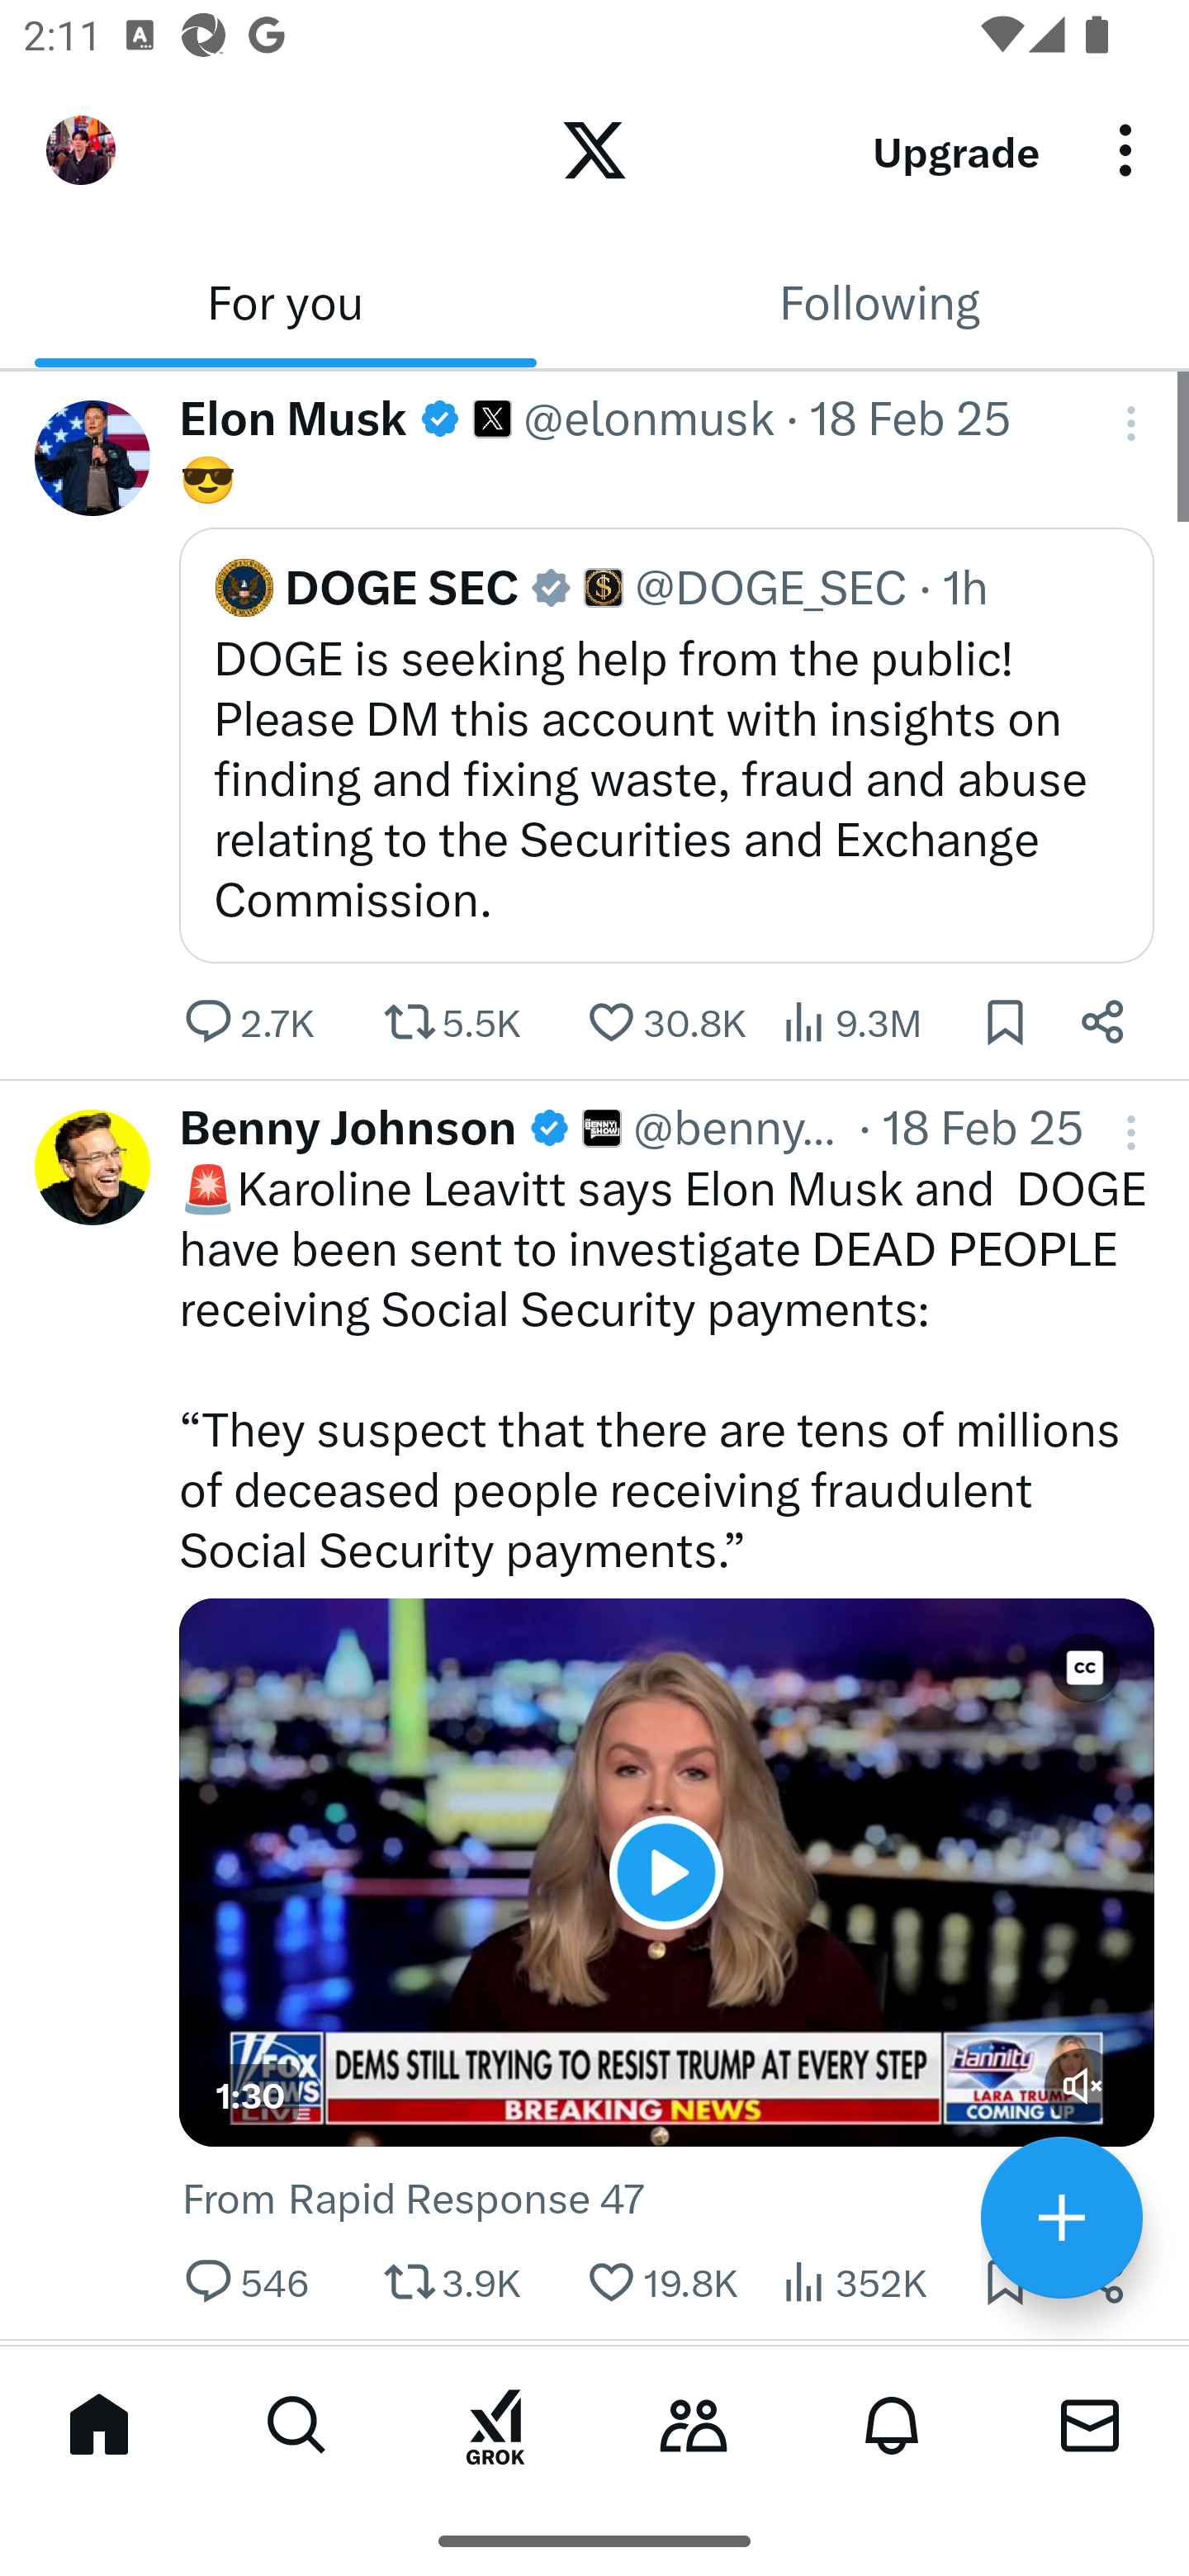 2:11
Upgrade
For you
Following
Elon Musk @elonmusk · 18 Feb 25
😎
DOGE SEC @DOGE_SEC · 1h
DOGE is seeking help from the public!
Please DM this account with insights on
finding and fixing waste, fraud and abuse
relating to the Securities and Exchange
Commission.
2.7K 5.5K 30.8K 9.3M
Benny Johnson @benny... · 18 Feb 25
🚨Karoline Leavitt says Elon Musk and DOGE
have been sent to investigate DEAD PEOPLE
receiving Social Security payments:
“They suspect that there are tens of millions
of deceased people receiving fraudulent
Social Security payments.”
CC
FOX NEWS LIVE
DEMS STILL TRYING TO RESIST TRUMP AT EVERY STEP
BREAKING NEWS
Hannity
LARA TRUMP
COMING UP
1:30
From Rapid Response 47
546 3.9K 19.8K 352K
GROK